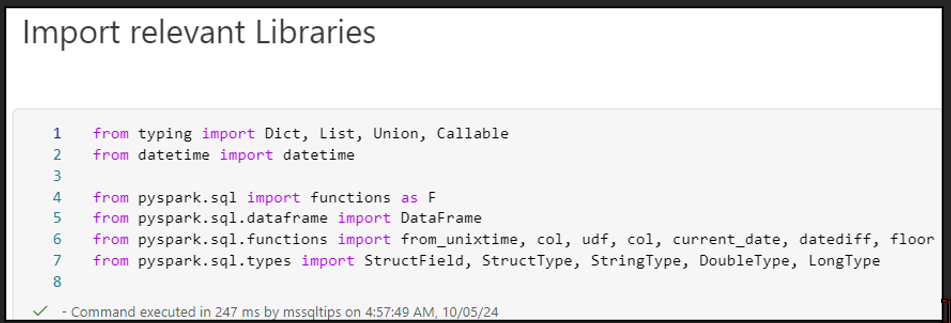 Import relevant Libraries
1 from typing import Dict, List, Union, Callable
2 from datetime import datetime
3
4 from pyspark.sql import functions as F
5 from pyspark.sql.dataframe import DataFrame
6 from pyspark.sql.functions import from_unixtime, col, udf, col, current_date, datediff, floor
7 from pyspark.sql.types import StructField, StructType, StringType, DoubleType, LongType
8
- Command executed in 247 ms by mssqltips on 4:57:49 AM, 10/05/24